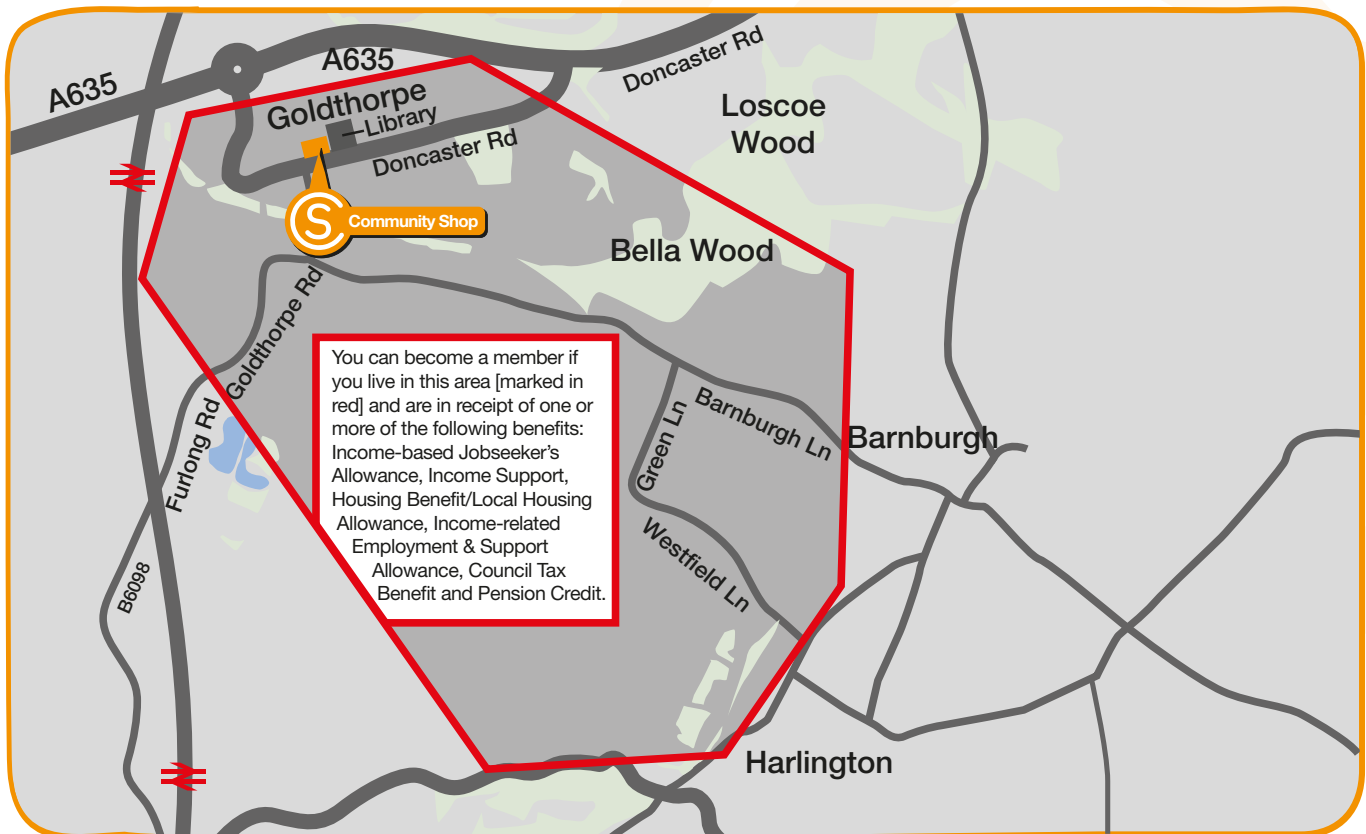 A635
A635
Doncaster Rd
Goldthorpe
Library
Doncaster Rd
Loscoe
Wood
S
Community Shop
Bella Wood
Goldthorpe Rd
Furlong Rd
B6098
You can become a member if
you live in this area [marked in
red] and are in receipt of one or
more of the following benefits:
Income-based Jobseeker’s
Allowance, Income Support,
Housing Benefit/Local Housing
Allowance, Income-related
Employment & Support
Allowance, Council Tax
Benefit and Pension Credit.
Green Ln
Barnburgh Ln
Barnburgh
Westfield Ln
Harlington